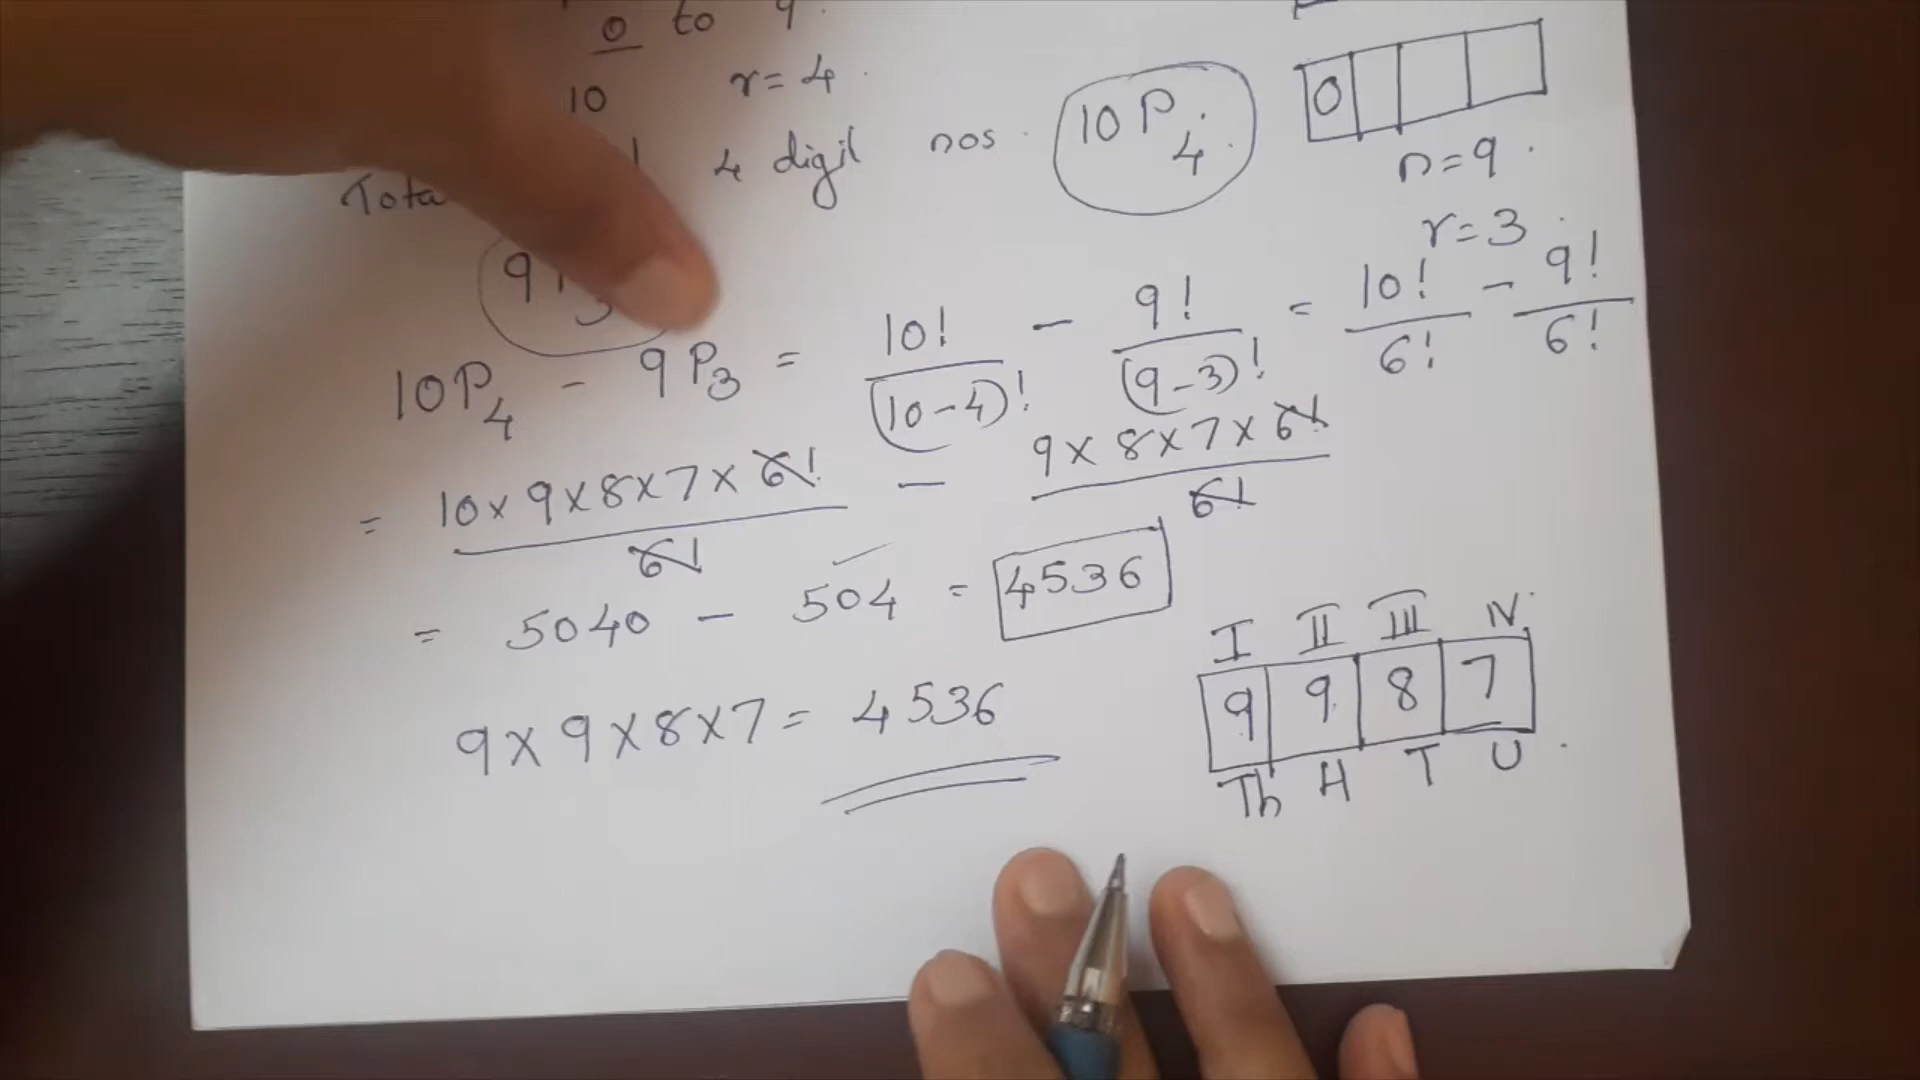 0 to 9.
10 r=4.
4 digit nos. 10P4
0
n=9.
r=3
9P3
10P4 - 9P3 = 10!/(10-4)! - 9!/(9-3)! = 10!/6! - 9!/6!
= 10×9×8×7×6!/6! - 9×8×7×6!/6!
= 5040 - 504 = 4536
9×9×8×7 = 4536
I II III IV
9 9 8 7
Th H T U